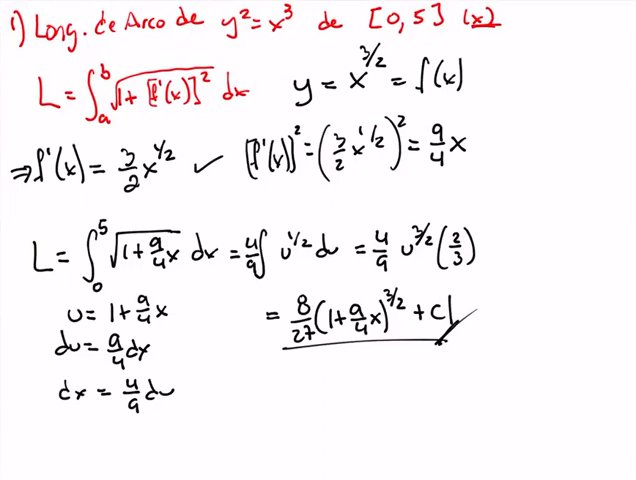 1) Long. de Arco de y² = x³ de [0,5] (x)
L = ∫ₐᵇ √(1 + [f'(x)]²) dx    y = x^(3/2) = f(x)
⇒ f'(x) = 3/2 x^(1/2) ✓    [f'(x)]² = (3/2 x^(1/2))² = 9/4 x
L = ∫₀⁵ √(1 + 9/4 x) dx = 4/9 ∫ u^(1/2) du = 4/9 u^(3/2) (2/3)
u = 1 + 9/4 x    = 8/27 (1 + 9/4 x)^(3/2) + c|
du = 9/4 dx
dx = 4/9 du